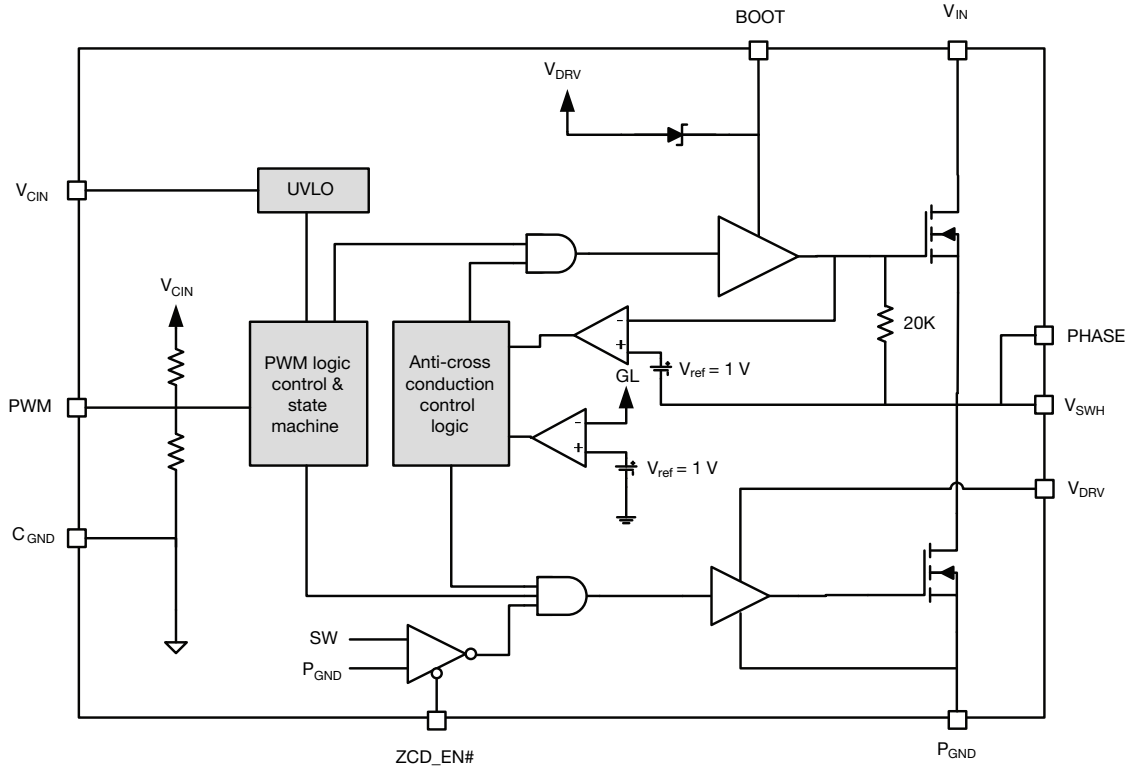 BOOT
VIN
VDRV
VCIN
UVLO
VCIN
20K
PHASE
PWM logic
control &
state
machine
Anti-cross
conduction
control
logic
-
+
Vref = 1 V
GL
PWM
VSWH
-
+
Vref = 1 V
VDRV
CGND
SW
PGND
ZCD_EN#
PGND